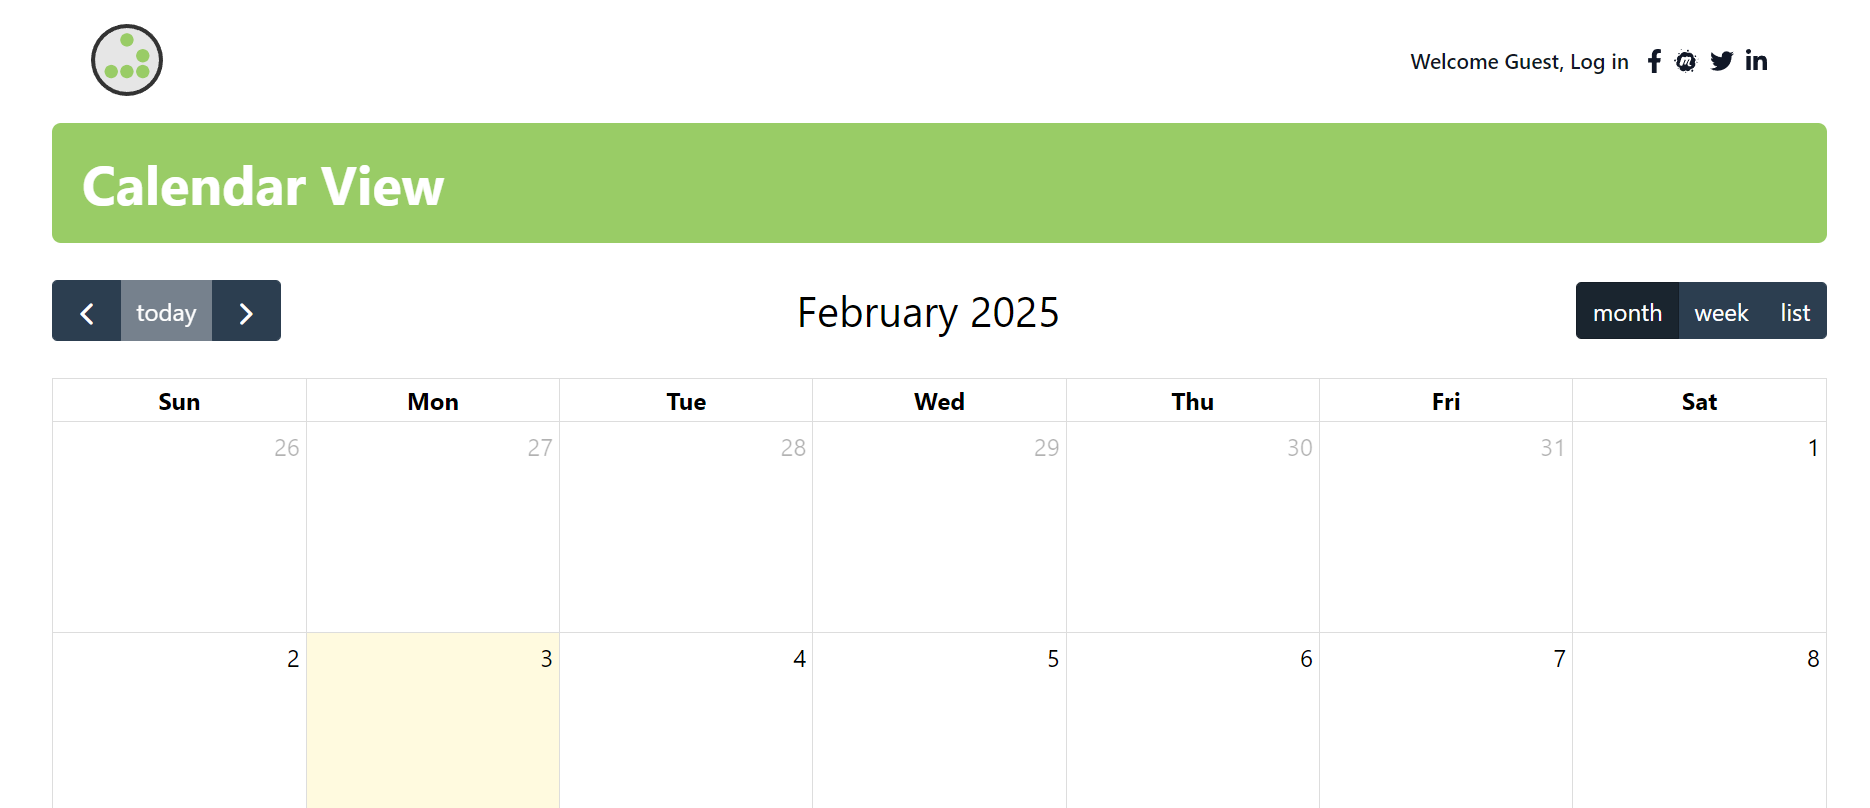 Welcome Guest, Log in
Calendar View
today
February 2025
month week list
Sun Mon Tue Wed Thu Fri Sat
26 27 28 29 30 31 1
2 3 4 5 6 7 8